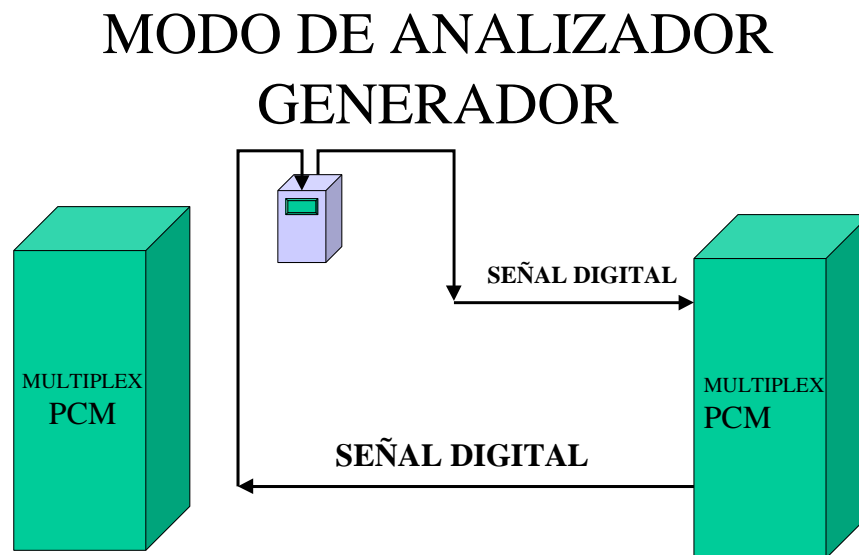 MODO DE ANALIZADOR
GENERADOR
SEÑAL DIGITAL
MULTIPLEX
PCM
MULTIPLEX
PCM
SEÑAL DIGITAL